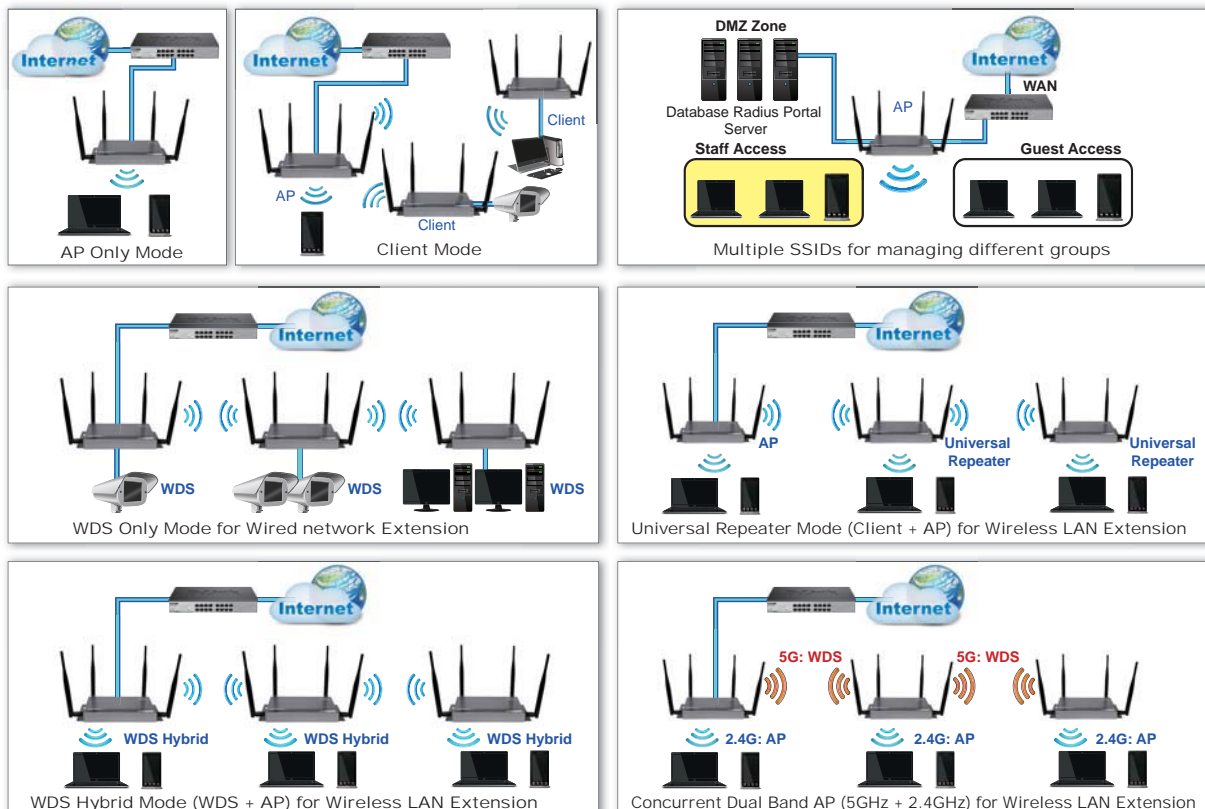 Internet
AP Only Mode
Internet
Client
AP
Client
Client Mode
DMZ Zone
Internet
WAN
AP
Database Radius Portal
Server
Staff Access
Guest Access
Multiple SSIDs for managing different groups
Internet
WDS
WDS
WDS
WDS Only Mode for Wired network Extension
Internet
AP
Universal
Repeater
Universal
Repeater
Universal Repeater Mode (Client + AP) for Wireless LAN Extension
Internet
WDS Hybrid
WDS Hybrid
WDS Hybrid
WDS Hybrid Mode (WDS + AP) for Wireless LAN Extension
Internet
5G: WDS
5G: WDS
2.4G: AP
2.4G: AP
2.4G: AP
Concurrent Dual Band AP (5GHz + 2.4GHz) for Wireless LAN Extension